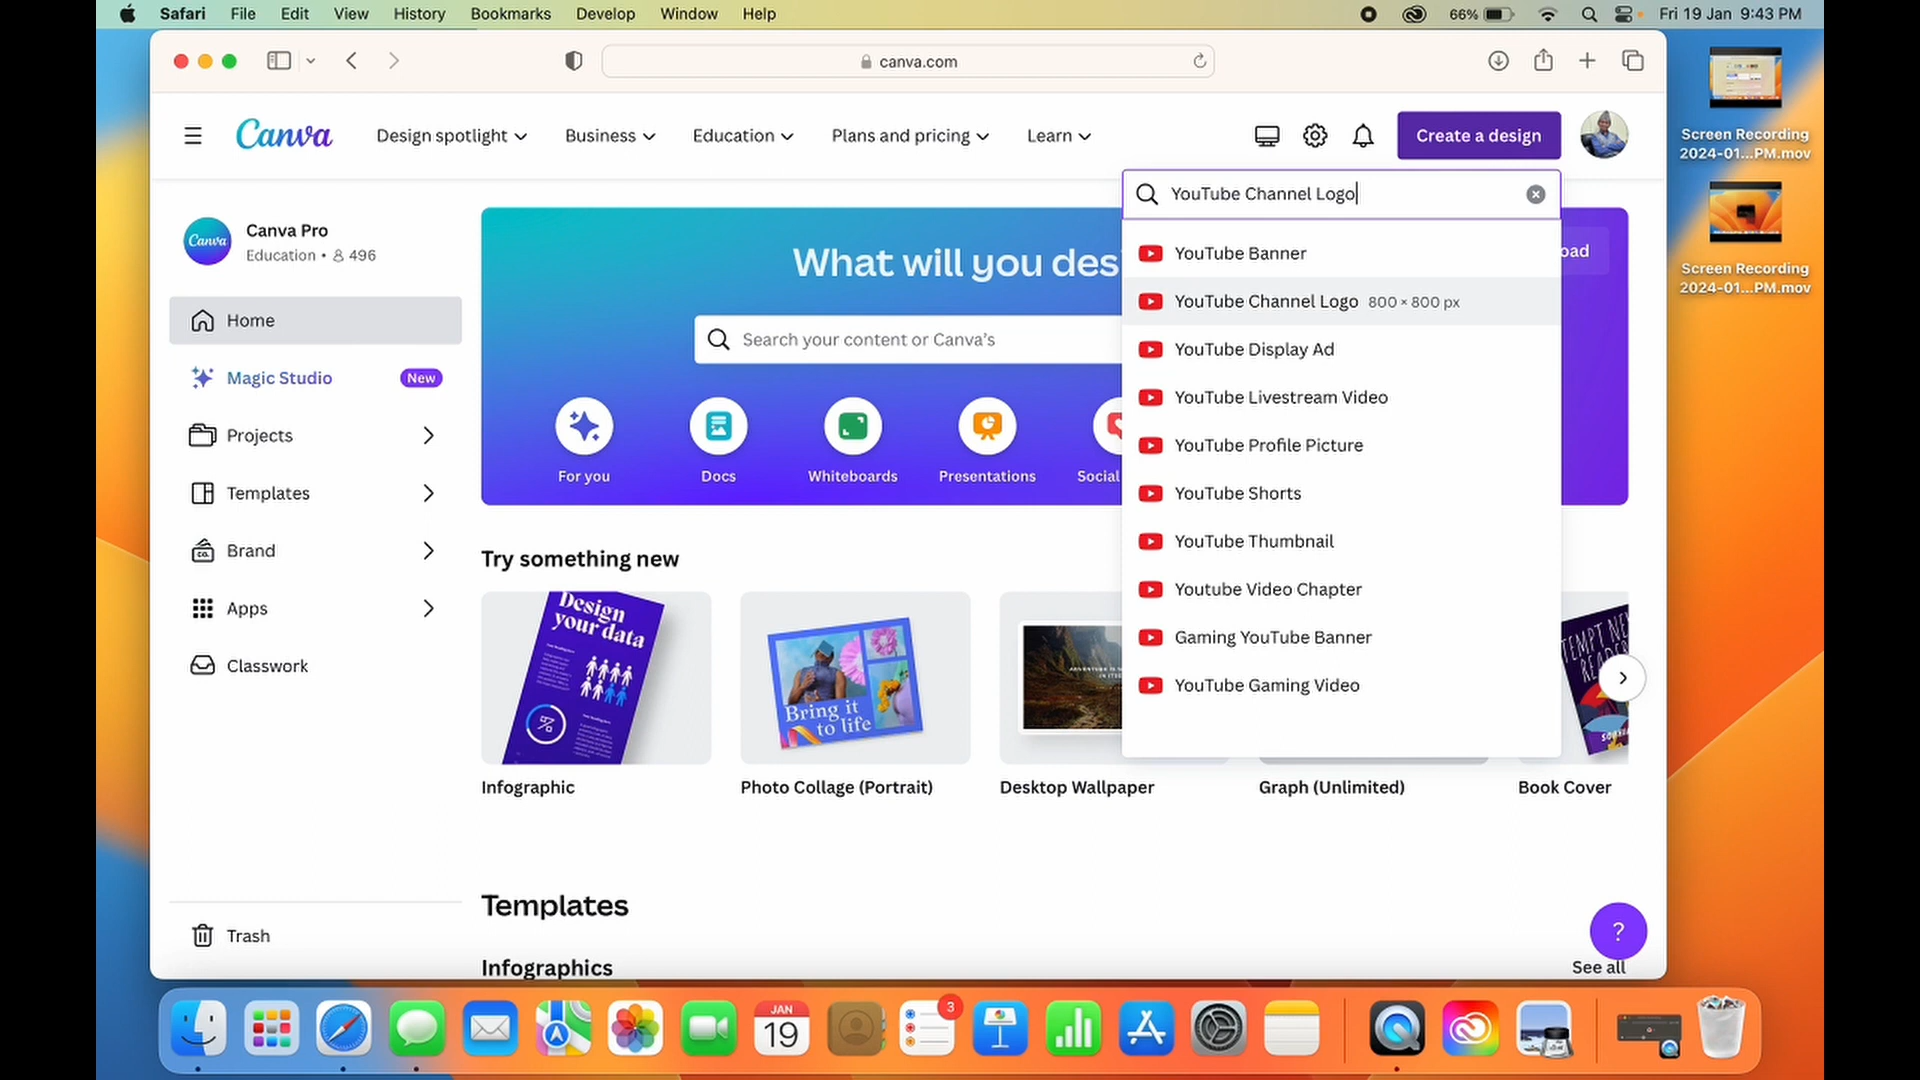 Safari File Edit View History Bookmarks Develop Window Help
66% Fri 19 Jan 9:43 PM
canva.com
Canva Design spotlight Business Education Plans and pricing Learn Create a design
Screen Recording
2024-01...PM.mov
Screen Recording
2024-01...PM.mov
YouTube Channel Logo
Canva
Canva Pro
Education • 496
Home
Magic Studio New
Projects
Templates
Brand
Apps
Classwork
Trash
What will you des
oad
Search your content or Canva's
For you Docs Whiteboards Presentations Social
YouTube Banner
YouTube Channel Logo 800 × 800 px
YouTube Display Ad
YouTube Livestream Video
YouTube Profile Picture
YouTube Shorts
YouTube Thumbnail
Youtube Video Chapter
Gaming YouTube Banner
YouTube Gaming Video
Try something new
Design
your data
Bring it
to life
Infographic Photo Collage (Portrait) Desktop Wallpaper Graph (Unlimited) Book Cover
Templates
Infographics
See all
?
JAN
19
3